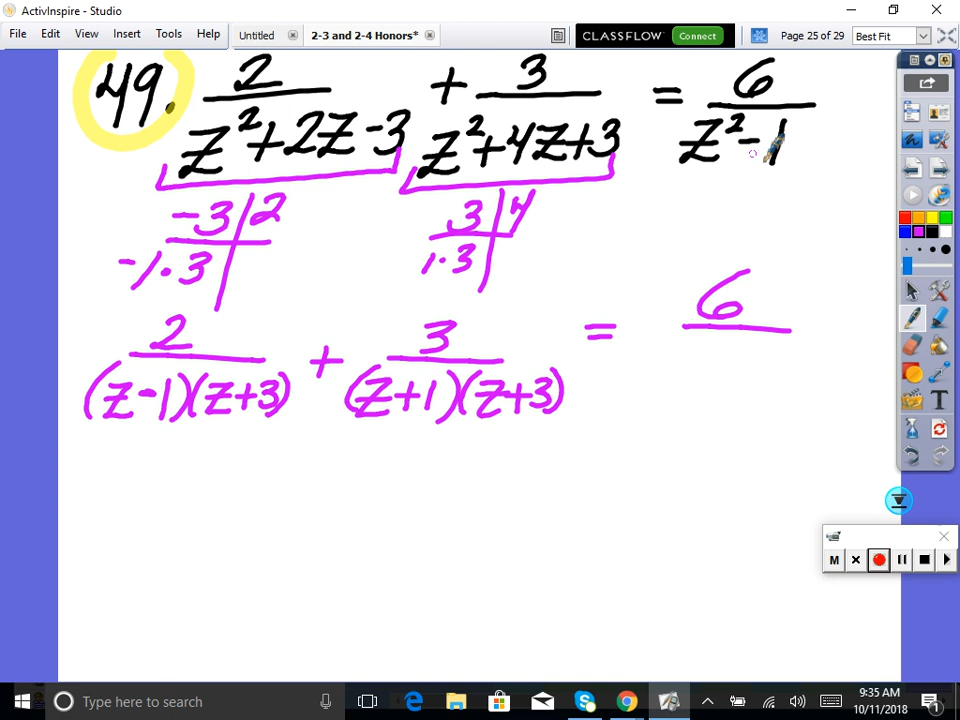 ActivInspire - Studio
File Edit View Insert Tools Help
Untitled
2-3 and 2-4 Honors*
CLASSFLOW Connect
Page 25 of 29
Best Fit
49. 2/(z²+2z-3) + 3/(z²+4z+3) = 6/(z²-1)
-3 | 2
-1·3
3 | 4
1·3
2/((z-1)(z+3)) + 3/((z+1)(z+3)) = 6
T
M
Type here to search
9:35 AM
10/11/2018
1